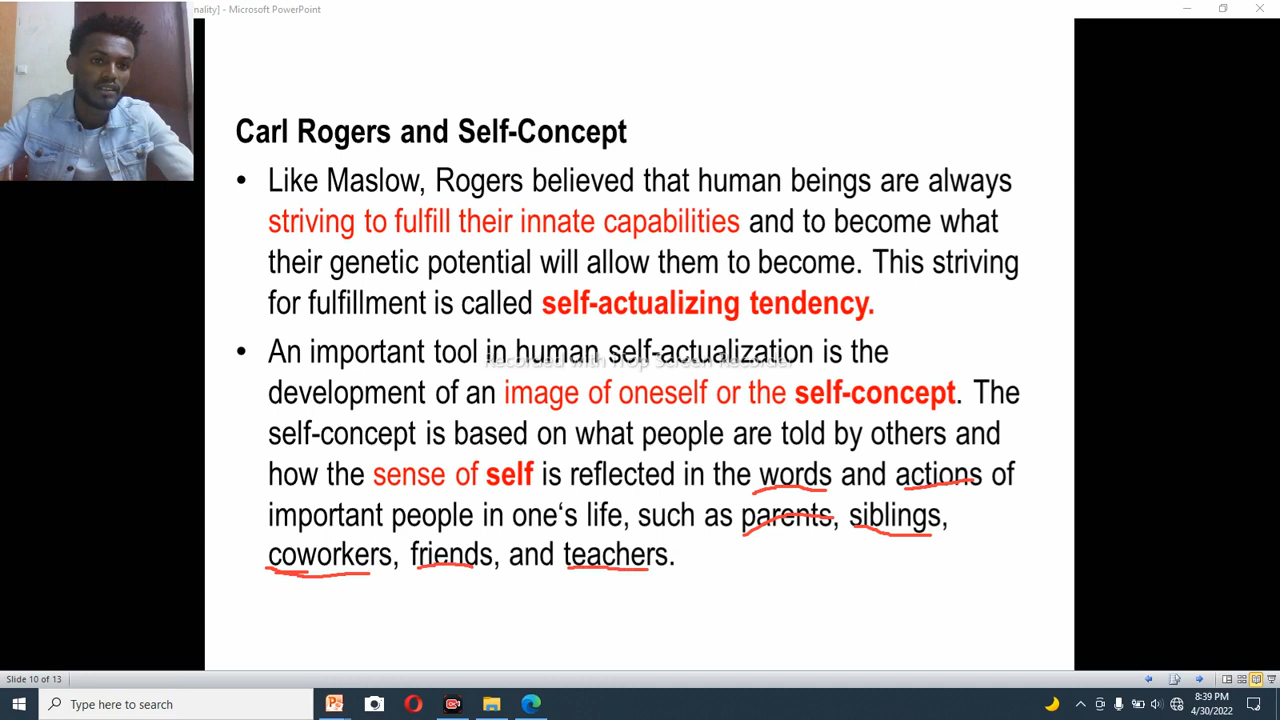 nality] - Microsoft PowerPoint
Carl Rogers and Self-Concept
• Like Maslow, Rogers believed that human beings are always
striving to fulfill their innate capabilities and to become what
their genetic potential will allow them to become. This striving
for fulfillment is called self-actualizing tendency.
• An important tool in human self-actualization is the
Recorded with iTop Screen Recorder
development of an image of oneself or the self-concept. The
self-concept is based on what people are told by others and
how the sense of self is reflected in the words and actions of
important people in one‘s life, such as parents, siblings,
coworkers, friends, and teachers.
Slide 10 of 13
Type here to search
8:39 PM
4/30/2022